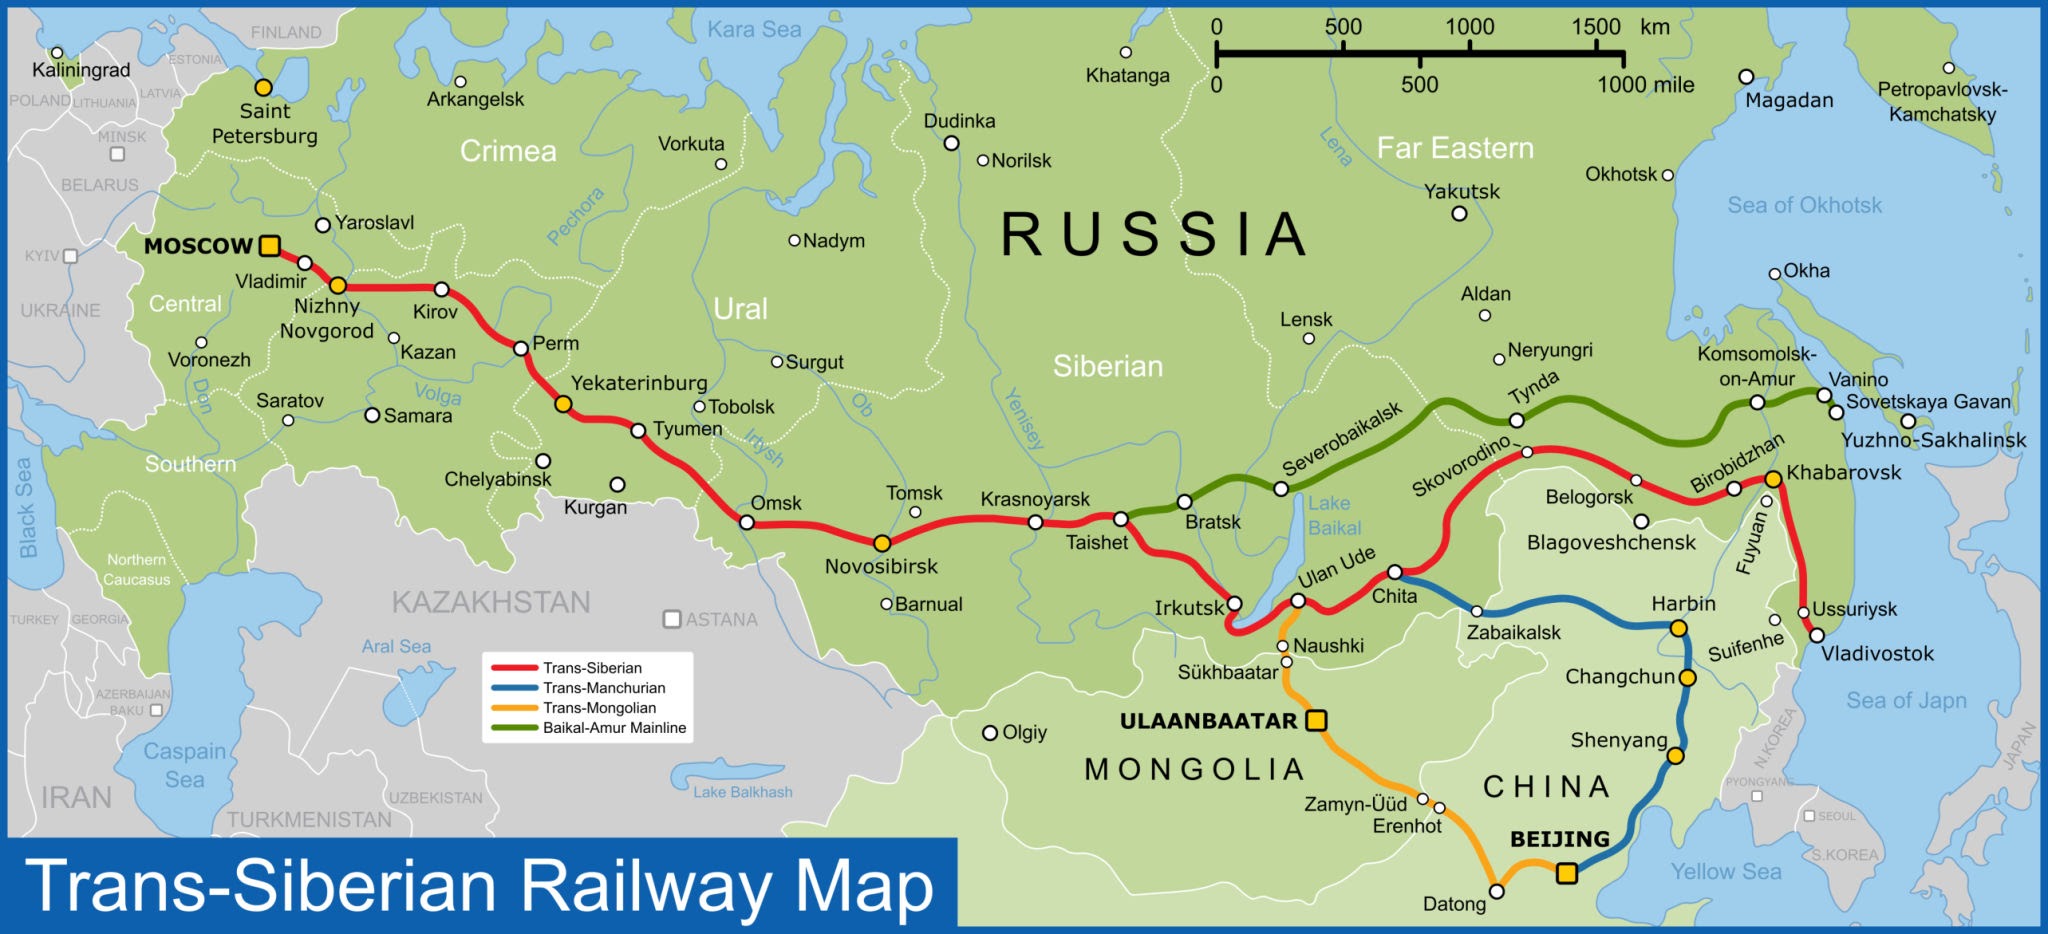 Kara Sea
FINLAND
ESTONIA
LATVIA
LITHUANIA
POLAND
Kaliningrad
Saint
Petersburg
MINSK
BELARUS
Arkangelsk
Crimea
Vorkuta
Pechora
Khatanga
Dudinka
Norilsk
0 500 1000 1500 km
0 500 1000 mile
Lena
Far Eastern
Magadan
Petropavlovsk-
Kamchatsky
Okhotsk
Sea of Okhotsk
Yakutsk
Okha
Yaroslavl
MOSCOW
KYIV
UKRAINE
Vladimir
Central
Nizhny
Novgorod
Kirov
Voronezh
Kazan
Perm
Nadym
Ural
RUSSIA
Siberian
Surgut
Ob
Yenisey
Lensk
Aldan
Neryungri
Komsomolsk-
on-Amur
Vanino
Sovetskaya Gavan
Yuzhno-Sakhalinsk
Don
Saratov
Volga
Samara
Yekaterinburg
Tobolsk
Tyumen
Irtysh
Southern
Chelyabinsk
Kurgan
Omsk
Tomsk
Novosibirsk
Barnual
Krasnoyarsk
Taishet
Bratsk
Severobaikalsk
Tynda
Skovorodino
Lake
Baikal
Belogorsk
Birobidzhan
Khabarovsk
Blagoveshchensk
Fuyuan
Black Sea
Northern
Caucasus
KAZAKHSTAN
ASTANA
Irkutsk
Ulan Ude
Chita
Zabaikalsk
Harbin
Ussuriysk
Suifenhe
Vladivostok
TURKEY
GEORGIA
Aral Sea
Naushki
Sükhbaatar
Changchun
Sea of Japn
AZERBAIJAN
BAKU
Trans-Siberian
Trans-Manchurian
Trans-Mongolian
Baikal-Amur Mainline
Olgiy
ULAANBAATAR
MONGOLIA
Shenyang
CHINA
N.KOREA
PYONGYANG
JAPAN
Caspain
Sea
IRAN
TURKMENISTAN
UZBEKISTAN
Lake Balkhash
Zamyn-Üüd
Erenhot
BEIJING
SEOUL
S.KOREA
Yellow Sea
Datong
Trans-Siberian Railway Map